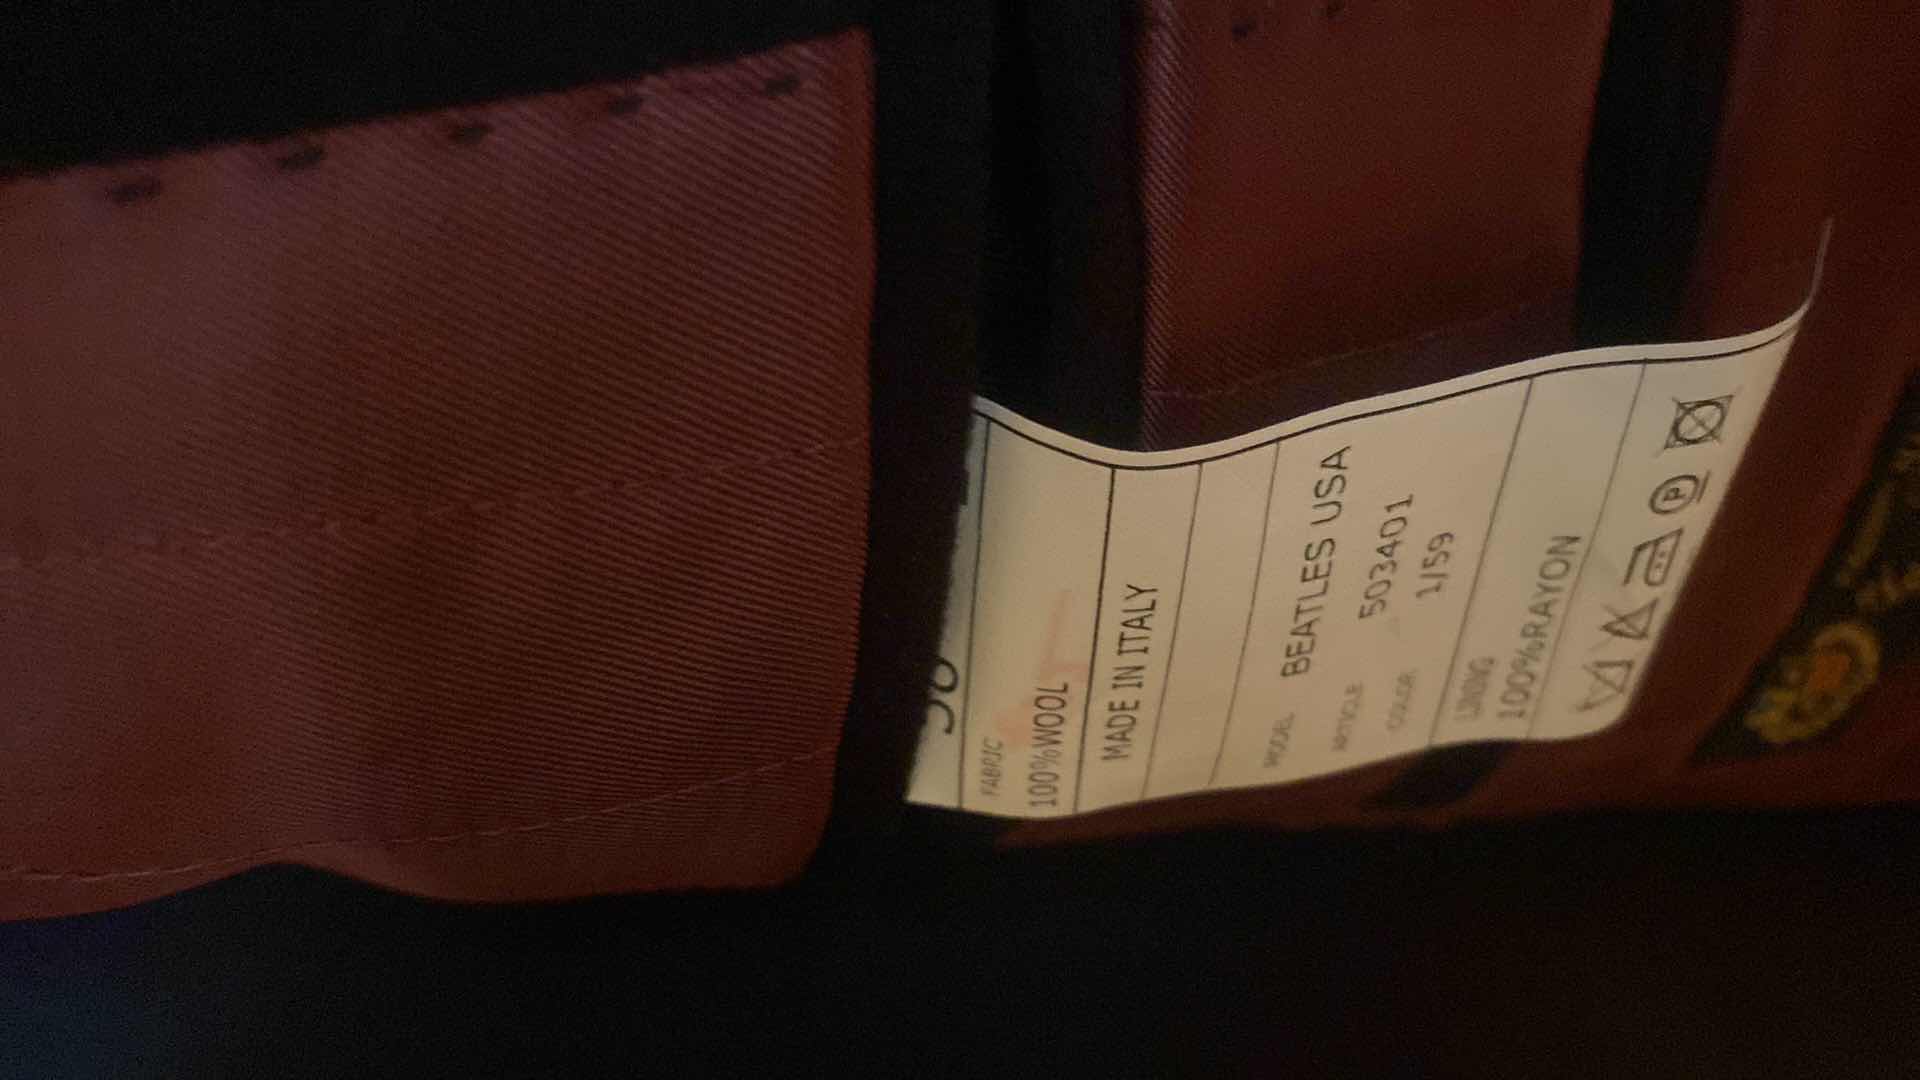 FABRIC
100%WOOL
MADE IN ITALY
MODEL BEATLES USA
ARTICLE 503401
COLOR 1/59
LINING
100%RAYON
P